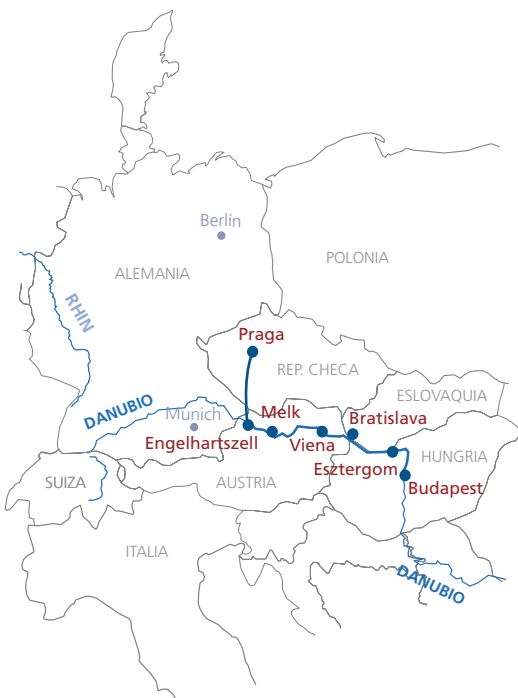 Berlín
POLONIA
ALEMANIA
RHIN
Praga
REP. CHECA
ESLOVAQUIA
DANUBIO
Munich
Melk
Bratislava
Engelhartszell
Viena
HUNGRIA
Esztergom
SUIZA
AUSTRIA
Budapest
ITALIA
DANUBIO